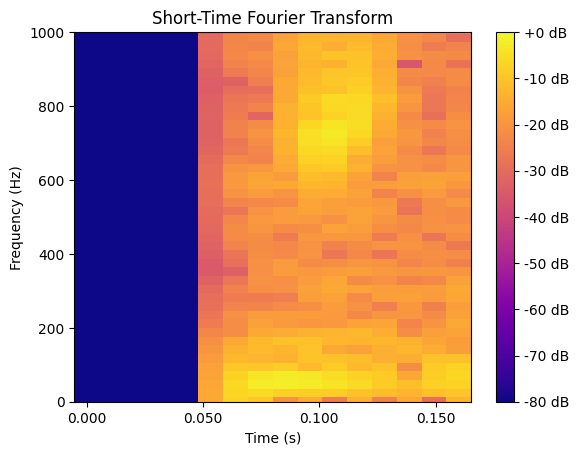 Short-Time Fourier Transform
1000
800
600
400
200
0
Frequency (Hz)
0.000
0.050
0.100
0.150
Time (s)
+0 dB
-10 dB
-20 dB
-30 dB
-40 dB
-50 dB
-60 dB
-70 dB
-80 dB